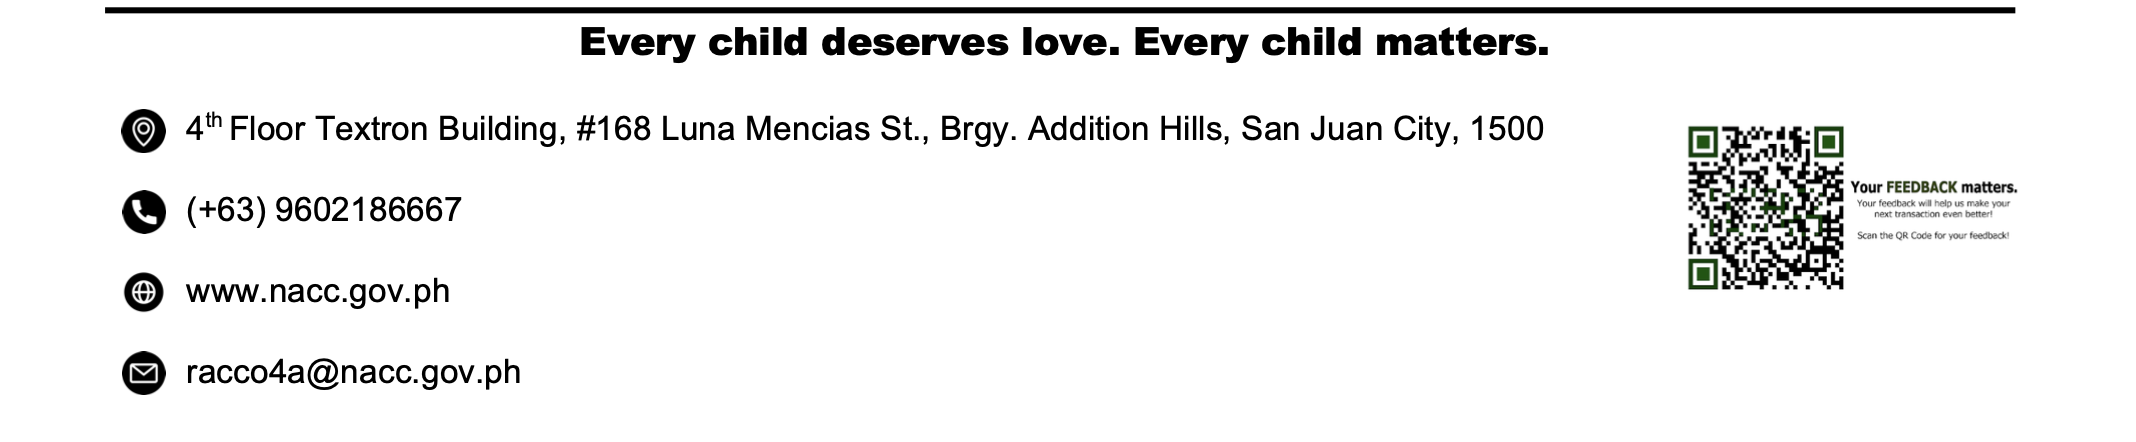 Every child deserves love. Every child matters.
4th Floor Textron Building, #168 Luna Mencias St., Brgy. Addition Hills, San Juan City, 1500
(+63) 9602186667
www.nacc.gov.ph
racco4a@nacc.gov.ph
Your FEEDBACK matters.
Your feedback will help us make your
next transaction even better!
Scan the QR Code for your feedback!